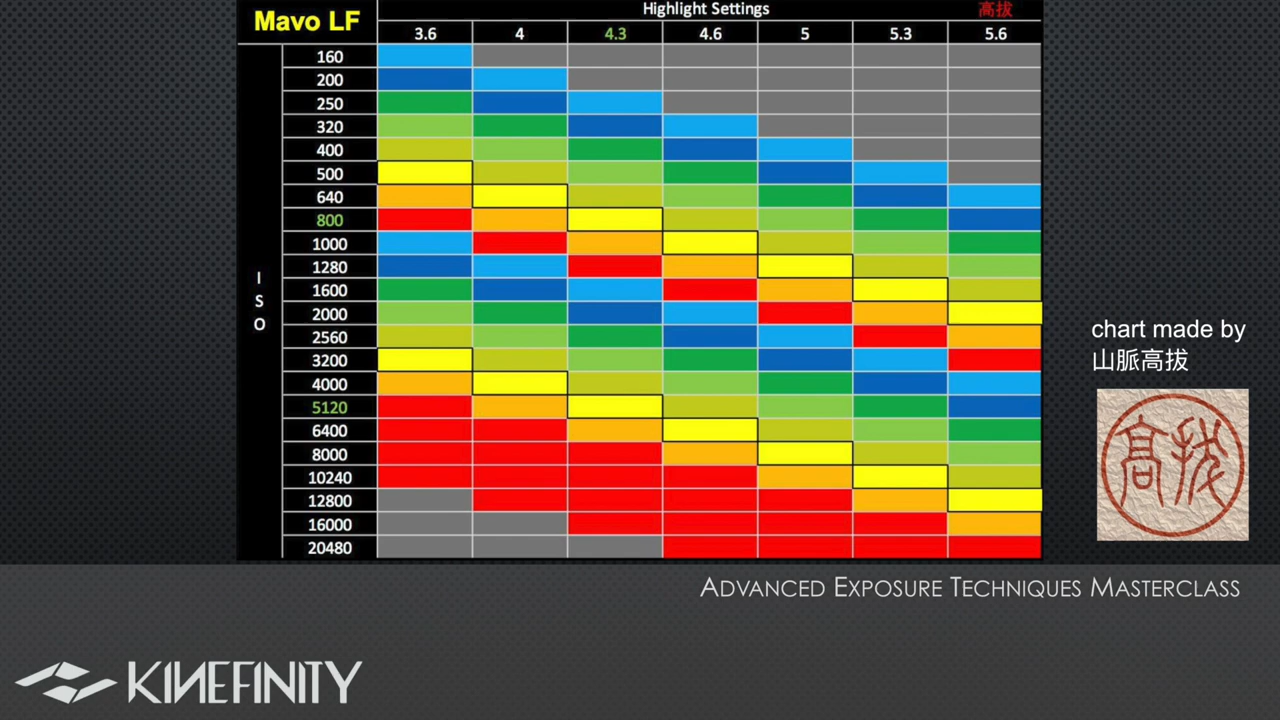 Mavo LF
Highlight Settings
高拔
3.6 4 4.3 4.6 5 5.3 5.6
ISO
160
200
250
320
400
500
640
800
1000
1280
1600
2000
2560
3200
4000
5120
6400
8000
10240
12800
16000
20480
chart made by
山脈高拔
高拔
ADVANCED EXPOSURE TECHNIQUES MASTERCLASS
KINEFINITY